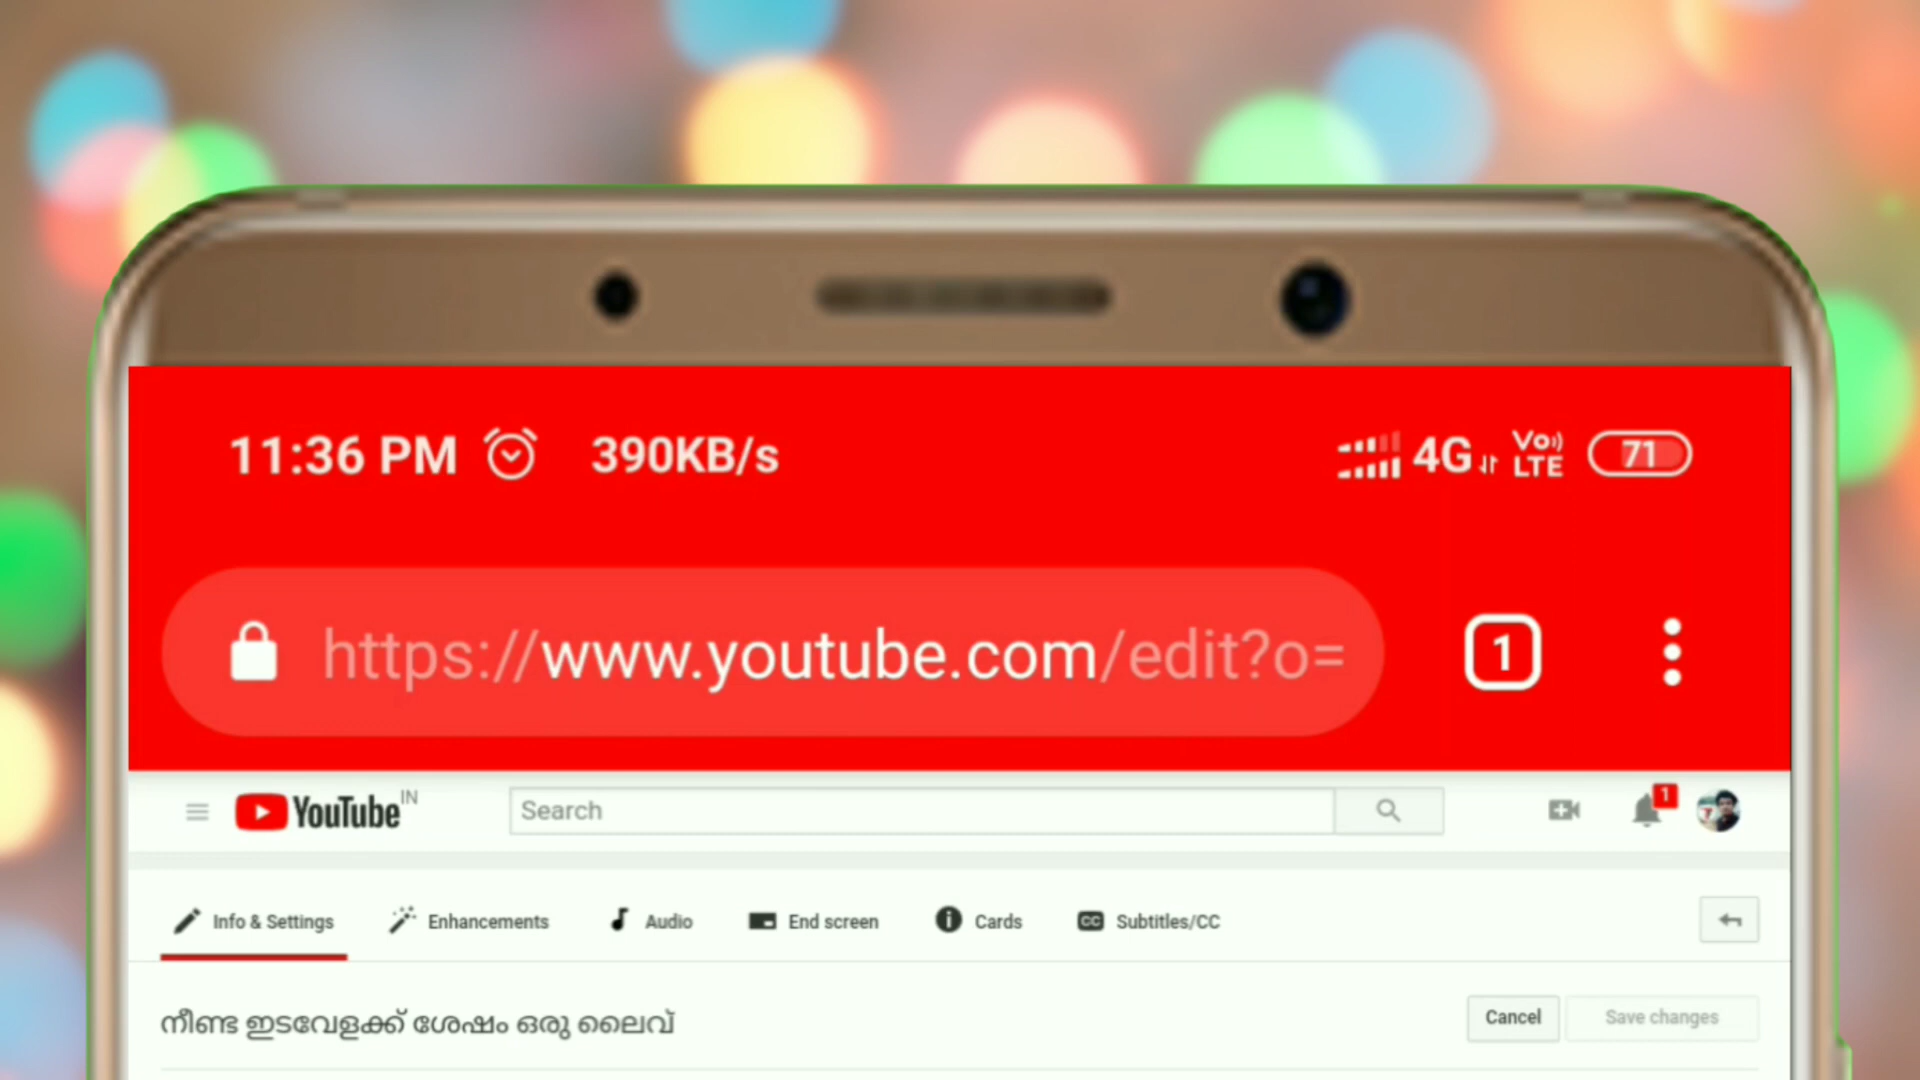 11:36 PM 390KB/s 4G Vo) LTE 71
https://www.youtube.com/edit?o= 1
YouTube IN Search 1
Info & Settings Enhancements Audio End screen Cards CC Subtitles/CC
നീണ്ട ഇടവേളക്ക് ശേഷം ഒരു ലൈവ് Cancel Save changes